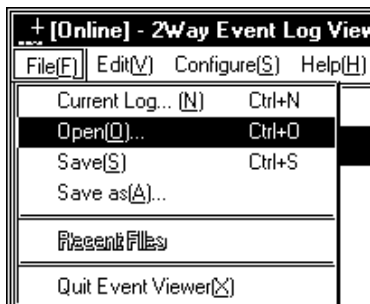 [Online] - 2Way Event Log View
File(F) Edit(V) Configure(S) Help(H)
Current Log... (N) Ctrl+N
Open(O)... Ctrl+O
Save(S) Ctrl+S
Save as(A)...
Recent Files
Quit Event Viewer(X)